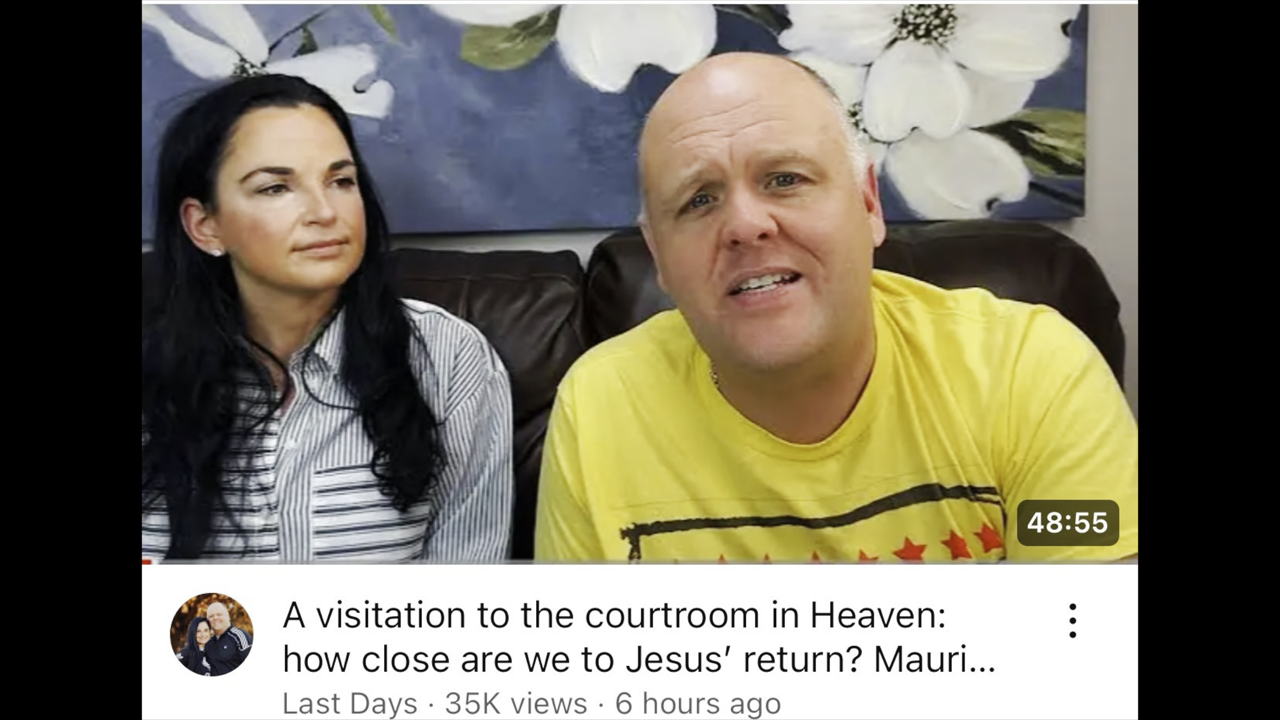 48:55
A visitation to the courtroom in Heaven:
how close are we to Jesus’ return? Mauri...
Last Days · 35K views · 6 hours ago